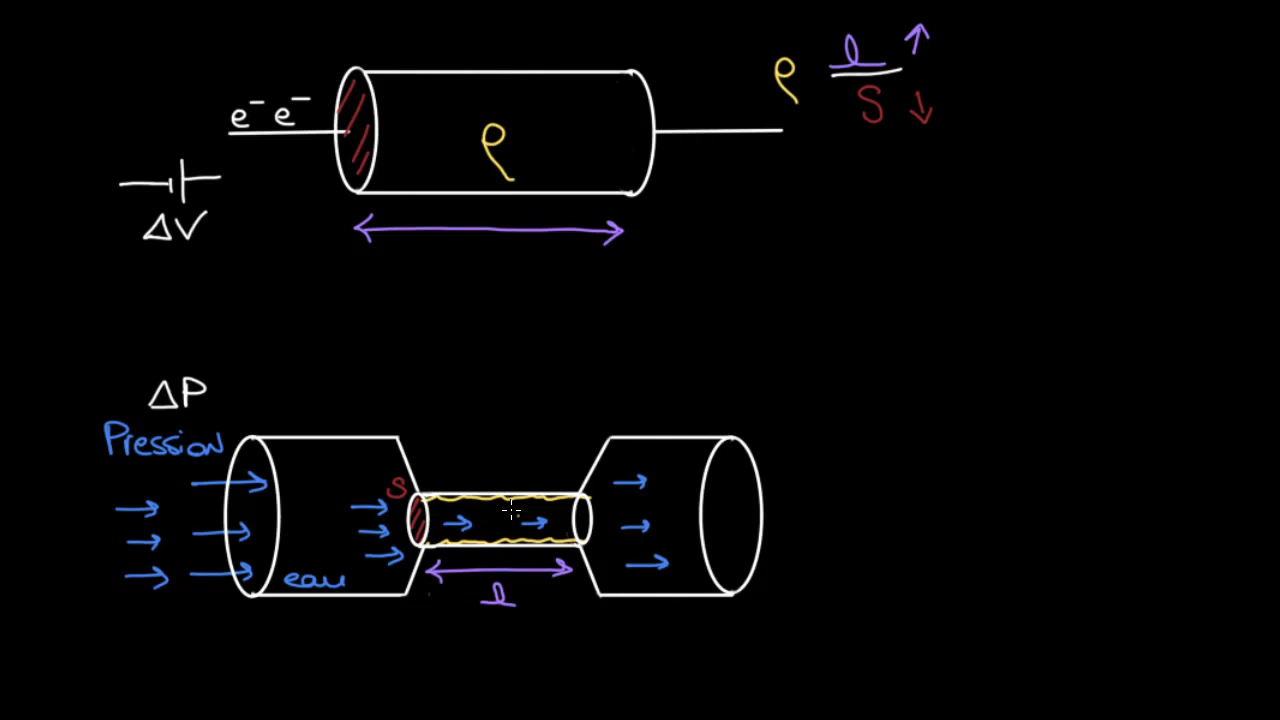 e⁻ e⁻
ρ
ρ l/S ↑ ↓
ΔV
ΔP
Pression
S
eau
l